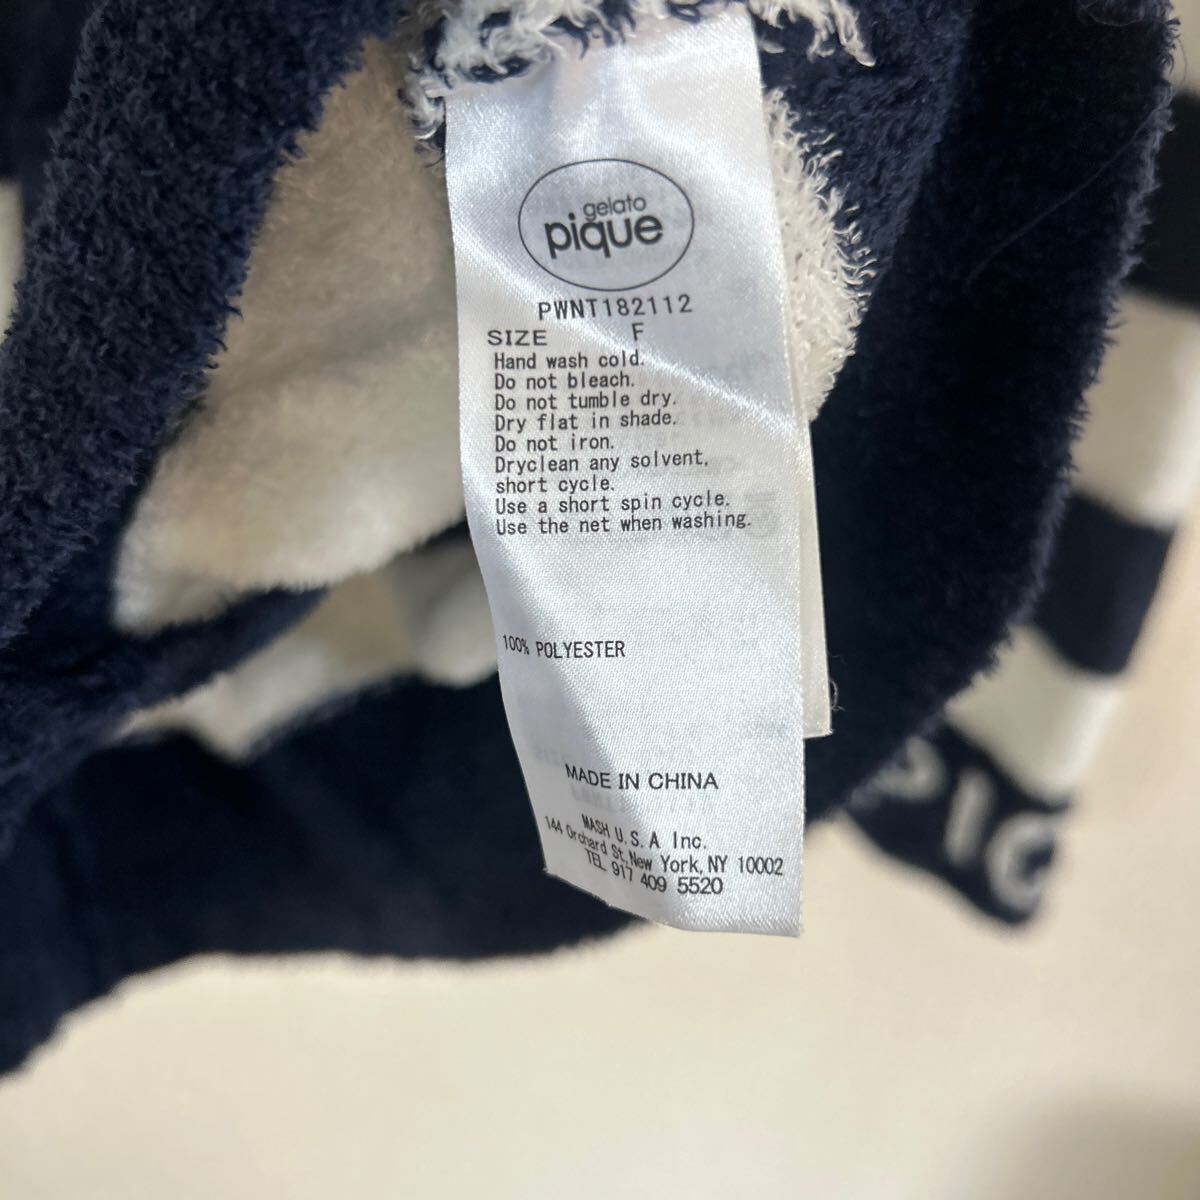 gelato
pique
PWNT182112
SIZE F
Hand wash cold.
Do not bleach.
Do not tumble dry.
Dry flat in shade.
Do not iron.
Dryclean any solvent,
short cycle.
Use a short spin cycle.
Use the net when washing.
100% POLYESTER
MADE IN CHINA
MASH U.S.A Inc.
144 Orchard St, New York, NY 10002
TEL 917 409 5520